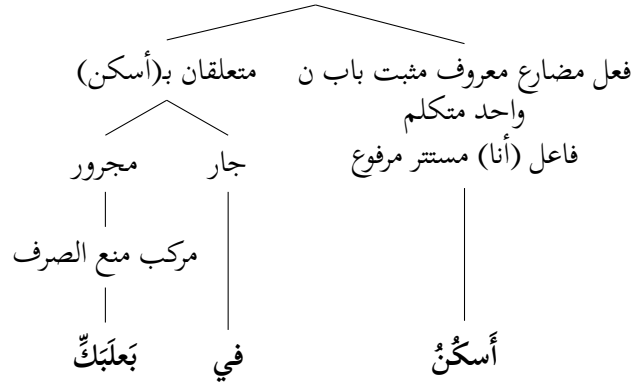 فعل مضارع معروف مثبت باب ن
واحد متكلم
فاعل (أنا) مستتر مرفوع
متعلقان بـ(أسكن)
جار
مجرور
مركب منع الصرف
أَسكُنُ
في
بَعلَبَكِّ